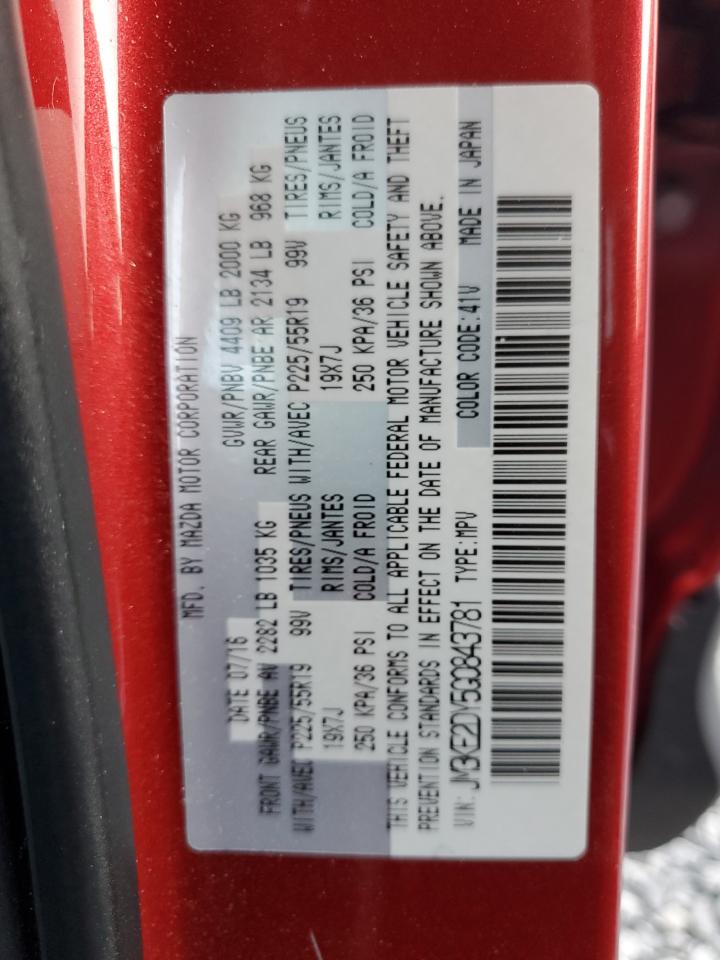 MFD. BY MAZDA MOTOR CORPORATION
DATE 07/16 GVWR/PNBV 4409 LB 2000 KG
FRONT GAWR/PNBE AV 2282 LB 1035 KG REAR GAWR/PNBE AR 2134 LB 968 KG
WITH/AVEC P225/55R19 99V TIRES/PNEUS WITH/AVEC P225/55R19 99V TIRES/PNEUS
19X7J RIMS/JANTES 19X7J RIMS/JANTES
250 KPA/36 PSI COLD/A FROID 250 KPA/36 PSI COLD/A FROID
THIS VEHICLE CONFORMS TO ALL APPLICABLE FEDERAL MOTOR VEHICLE SAFETY AND THEFT
PREVENTION STANDARDS IN EFFECT ON THE DATE OF MANUFACTURE SHOWN ABOVE.
VIN: JM3KE2DY5G0843781 TYPE:MPV COLOR CODE:41V MADE IN JAPAN